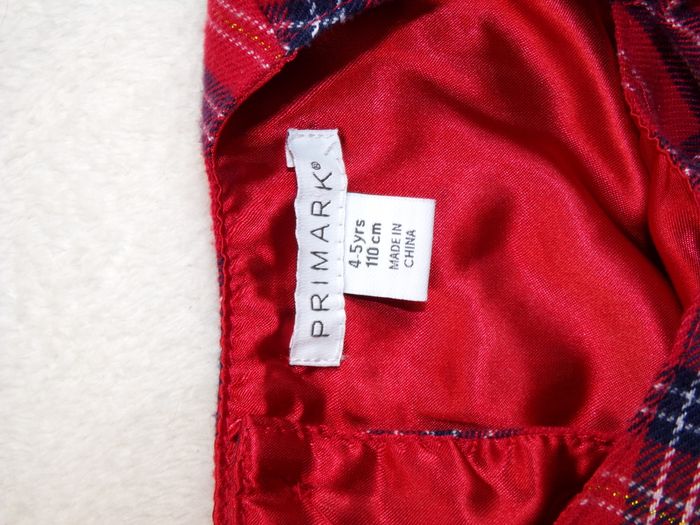 PRIMARK®
4-5yrs
110 cm
MADE IN
CHINA